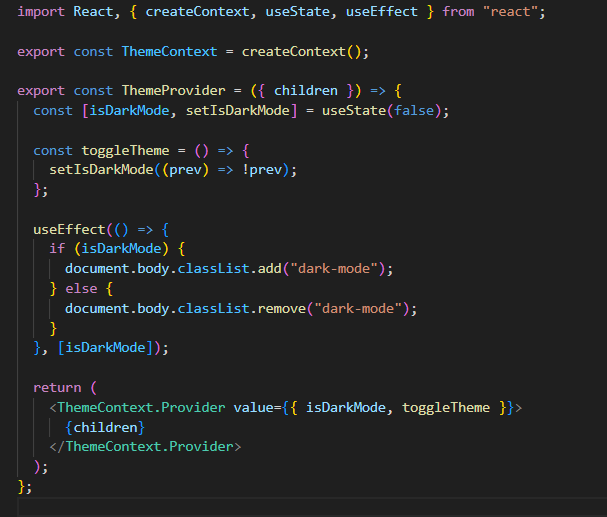 import React, { createContext, useState, useEffect } from "react";
export const ThemeContext = createContext();
export const ThemeProvider = ({ children }) => {
  const [isDarkMode, setIsDarkMode] = useState(false);
  const toggleTheme = () => {
    setIsDarkMode((prev) => !prev);
  };
  useEffect(() => {
    if (isDarkMode) {
      document.body.classList.add("dark-mode");
    } else {
      document.body.classList.remove("dark-mode");
    }
  }, [isDarkMode]);
  return (
    <ThemeContext.Provider value={{ isDarkMode, toggleTheme }}>
      {children}
    </ThemeContext.Provider>
  );
};